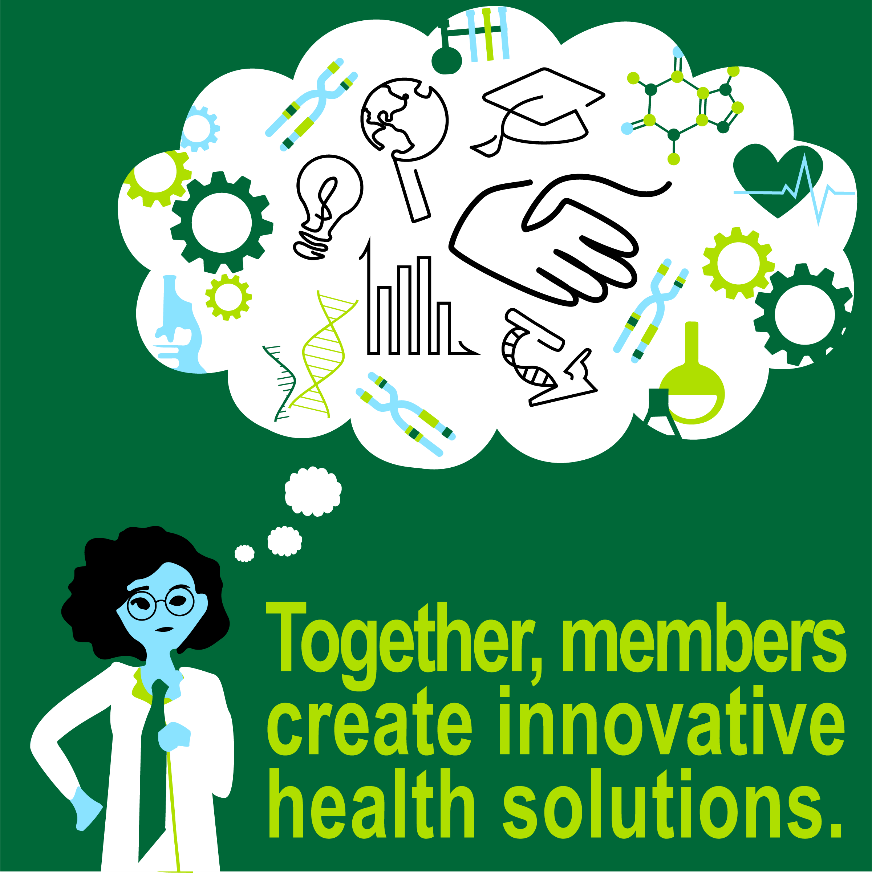 Together, members
create innovative
health solutions.